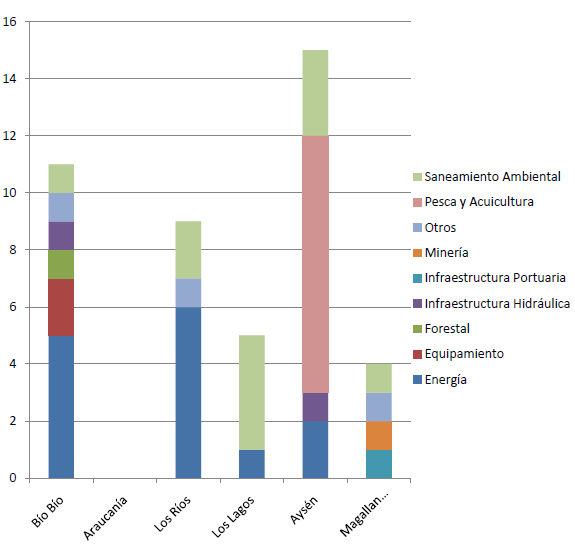 16
14
12
10
8
6
4
2
0
Bío Bío
Araucanía
Los Ríos
Los Lagos
Aysén
Magallan...
Saneamiento Ambiental
Pesca y Acuicultura
Otros
Minería
Infraestructura Portuaria
Infraestructura Hidráulica
Forestal
Equipamiento
Energía